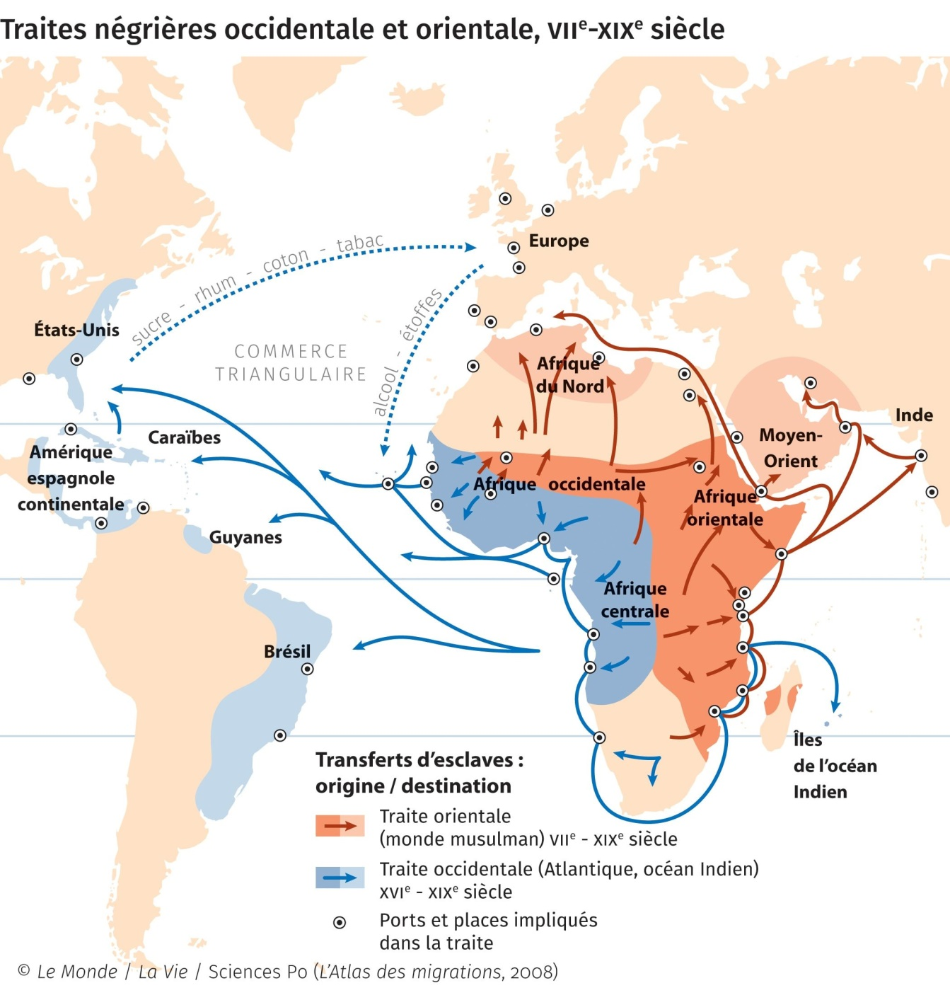 Traites négrières occidentale et orientale, VIIe-XIXe siècle
Europe
sucre - rhum - coton - tabac
alcool - étoffes
États-Unis
COMMERCE
TRIANGULAIRE
Afrique
du Nord
Inde
Moyen-
Orient
Caraïbes
Amérique
espagnole
continentale
Afrique occidentale
Afrique
orientale
Guyanes
Afrique
centrale
Brésil
Îles
de l'océan
Indien
Transferts d'esclaves :
origine / destination
Traite orientale
(monde musulman) VIIe - XIXe siècle
Traite occidentale (Atlantique, océan Indien)
XVIe - XIXe siècle
Ports et places impliqués
dans la traite
© Le Monde / La Vie / Sciences Po (L'Atlas des migrations, 2008)